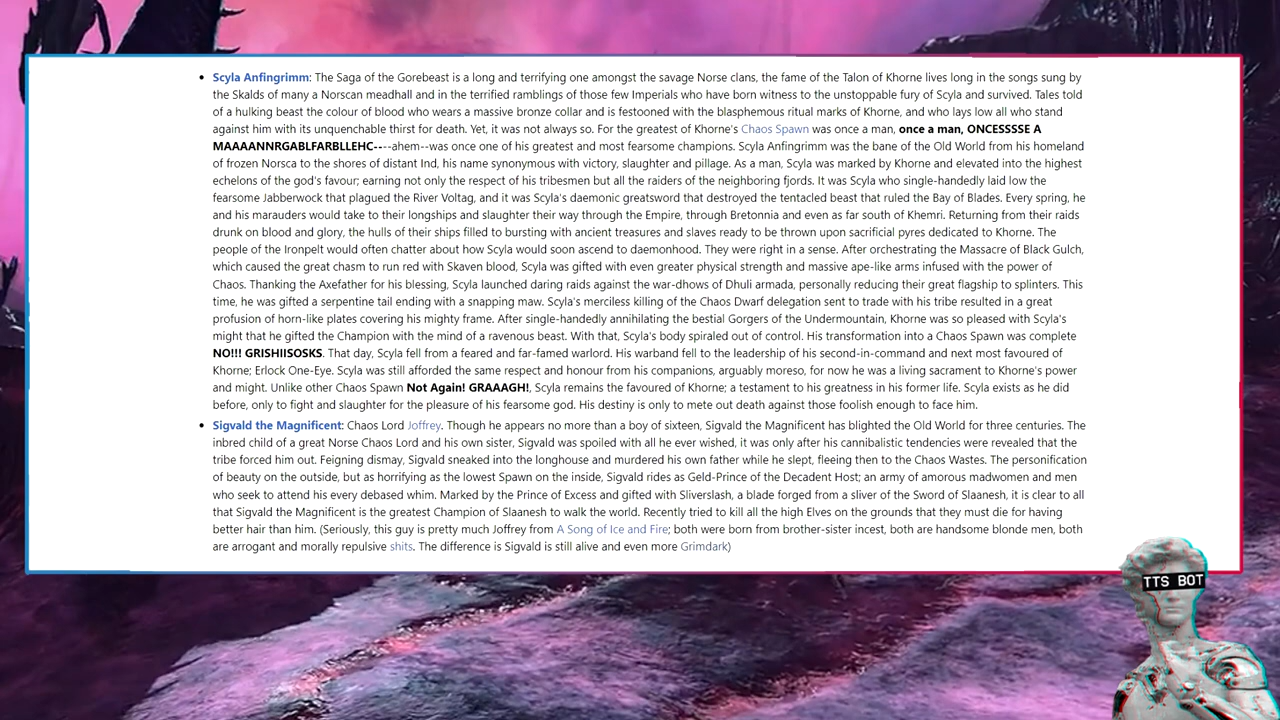 Scyla Anfingrimm: The Saga of the Gorebeast is a long and terrifying one amongst the savage Norse clans, the fame of the Talon of Khorne lives long in the songs sung by
the Skalds of many a Norscan meadhall and in the terrified ramblings of those few Imperials who have born witness to the unstoppable fury of Scyla and survived. Tales told
of a hulking beast the colour of blood who wears a massive bronze collar and is festooned with the blasphemous ritual marks of Khorne, and who lays low all who stand
against him with its unquenchable thirst for death. Yet, it was not always so. For the greatest of Khorne's Chaos Spawn was once a man, once a man, ONCESSSSE A
MAAAANNRGABLFARBLLEHC----ahem--was once one of his greatest and most fearsome champions. Scyla Anfingrimm was the bane of the Old World from his homeland
of frozen Norsca to the shores of distant Ind, his name synonymous with victory, slaughter and pillage. As a man, Scyla was marked by Khorne and elevated into the highest
echelons of the god's favour; earning not only the respect of his tribesmen but all the raiders of the neighboring fjords. It was Scyla who single-handedly laid low the
fearsome Jabberwock that plagued the River Voltag, and it was Scyla's daemonic greatsword that destroyed the tentacled beast that ruled the Bay of Blades. Every spring, he
and his marauders would take to their longships and slaughter their way through the Empire, through Bretonnia and even as far south of Khemri. Returning from their raids
drunk on blood and glory, the hulls of their ships filled to bursting with ancient treasures and slaves ready to be thrown upon sacrificial pyres dedicated to Khorne. The
people of the Ironpelt would often chatter about how Scyla would soon ascend to daemonhood. They were right in a sense. After orchestrating the Massacre of Black Gulch,
which caused the great chasm to run red with Skaven blood, Scyla was gifted with even greater physical strength and massive ape-like arms infused with the power of
Chaos. Thanking the Axefather for his blessing, Scyla launched daring raids against the war-dhows of Dhuli armada, personally reducing their great flagship to splinters. This
time, he was gifted a serpentine tail ending with a snapping maw. Scyla's merciless killing of the Chaos Dwarf delegation sent to trade with his tribe resulted in a great
profusion of horn-like plates covering his mighty frame. After single-handedly annihilating the bestial Gorgers of the Undermountain, Khorne was so pleased with Scyla's
might that he gifted the Champion with the mind of a ravenous beast. With that, Scyla's body spiraled out of control. His transformation into a Chaos Spawn was complete
NO!!! GRISHIISOSKS. That day, Scyla fell from a feared and far-famed warlord. His warband fell to the leadership of his second-in-command and next most favoured of
Khorne; Erlock One-Eye. Scyla was still afforded the same respect and honour from his companions, arguably moreso, for now he was a living sacrament to Khorne's power
and might. Unlike other Chaos Spawn Not Again! GRAAAGH!, Scyla remains the favoured of Khorne; a testament to his greatness in his former life. Scyla exists as he did
before, only to fight and slaughter for the pleasure of his fearsome god. His destiny is only to mete out death against those foolish enough to face him.
Sigvald the Magnificent: Chaos Lord Joffrey. Though he appears no more than a boy of sixteen, Sigvald the Magnificent has blighted the Old World for three centuries. The
inbred child of a great Norse Chaos Lord and his own sister, Sigvald was spoiled with all he ever wished, it was only after his cannibalistic tendencies were revealed that the
tribe forced him out. Feigning dismay, Sigvald sneaked into the longhouse and murdered his own father while he slept, fleeing then to the Chaos Wastes. The personification
of beauty on the outside, but as horrifying as the lowest Spawn on the inside, Sigvald rides as Geld-Prince of the Decadent Host; an army of amorous madwomen and men
who seek to attend his every debased whim. Marked by the Prince of Excess and gifted with Sliverslash, a blade forged from a sliver of the Sword of Slaanesh, it is clear to all
that Sigvald the Magnificent is the greatest Champion of Slaanesh to walk the world. Recently tried to kill all the high Elves on the grounds that they must die for having
better hair than him. (Seriously, this guy is pretty much Joffrey from A Song of Ice and Fire; both were born from brother-sister incest, both are handsome blonde men, both
are arrogant and morally repulsive shits. The difference is Sigvald is still alive and even more Grimdark)
TTS BOT